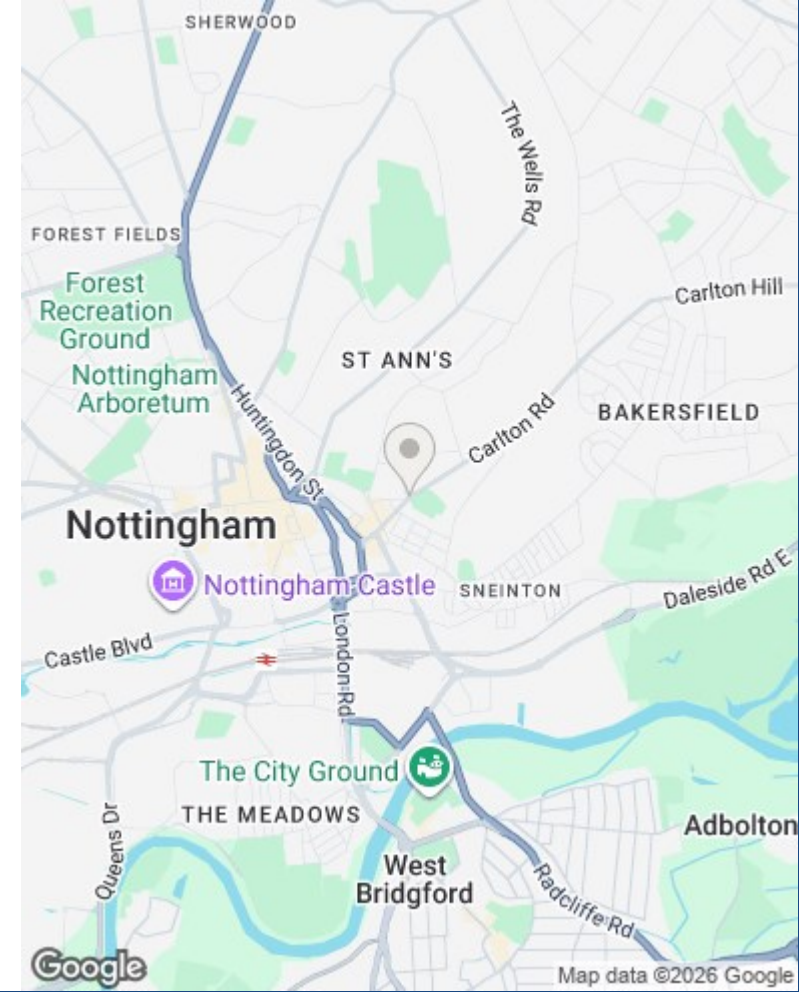 SHERWOOD
The Wells Rd
FOREST FIELDS
Forest
Recreation
Ground
Carlton Hill
ST ANN'S
Nottingham
Arboretum
Huntingdon St
Carlton Rd
BAKERSFIELD
Nottingham
Nottingham Castle
SNEINTON
Daleside Rd E
Castle Blvd
London Rd
The City Ground
THE MEADOWS
Queens Dr
Adbolton
West
Bridgford
Radcliffe Rd
Google
Map data ©2026 Google